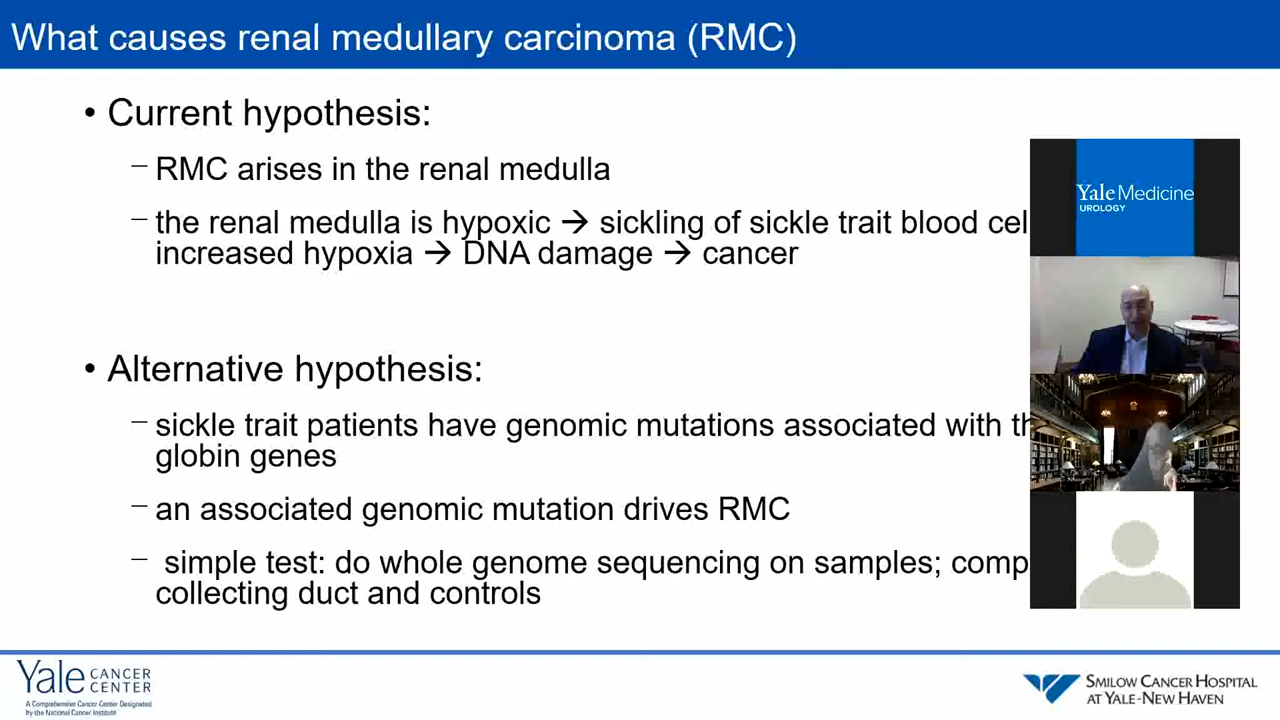 What causes renal medullary carcinoma (RMC)
• Current hypothesis:
– RMC arises in the renal medulla
– the renal medulla is hypoxic → sickling of sickle trait blood cel
increased hypoxia → DNA damage → cancer
• Alternative hypothesis:
– sickle trait patients have genomic mutations associated with th
globin genes
– an associated genomic mutation drives RMC
– simple test: do whole genome sequencing on samples; comp
collecting duct and controls
Yale Medicine
UROLOGY
Yale CANCER
CENTER
A Comprehensive Cancer Center Designated
by the National Cancer Institute
SMILOW CANCER HOSPITAL
AT YALE-NEW HAVEN